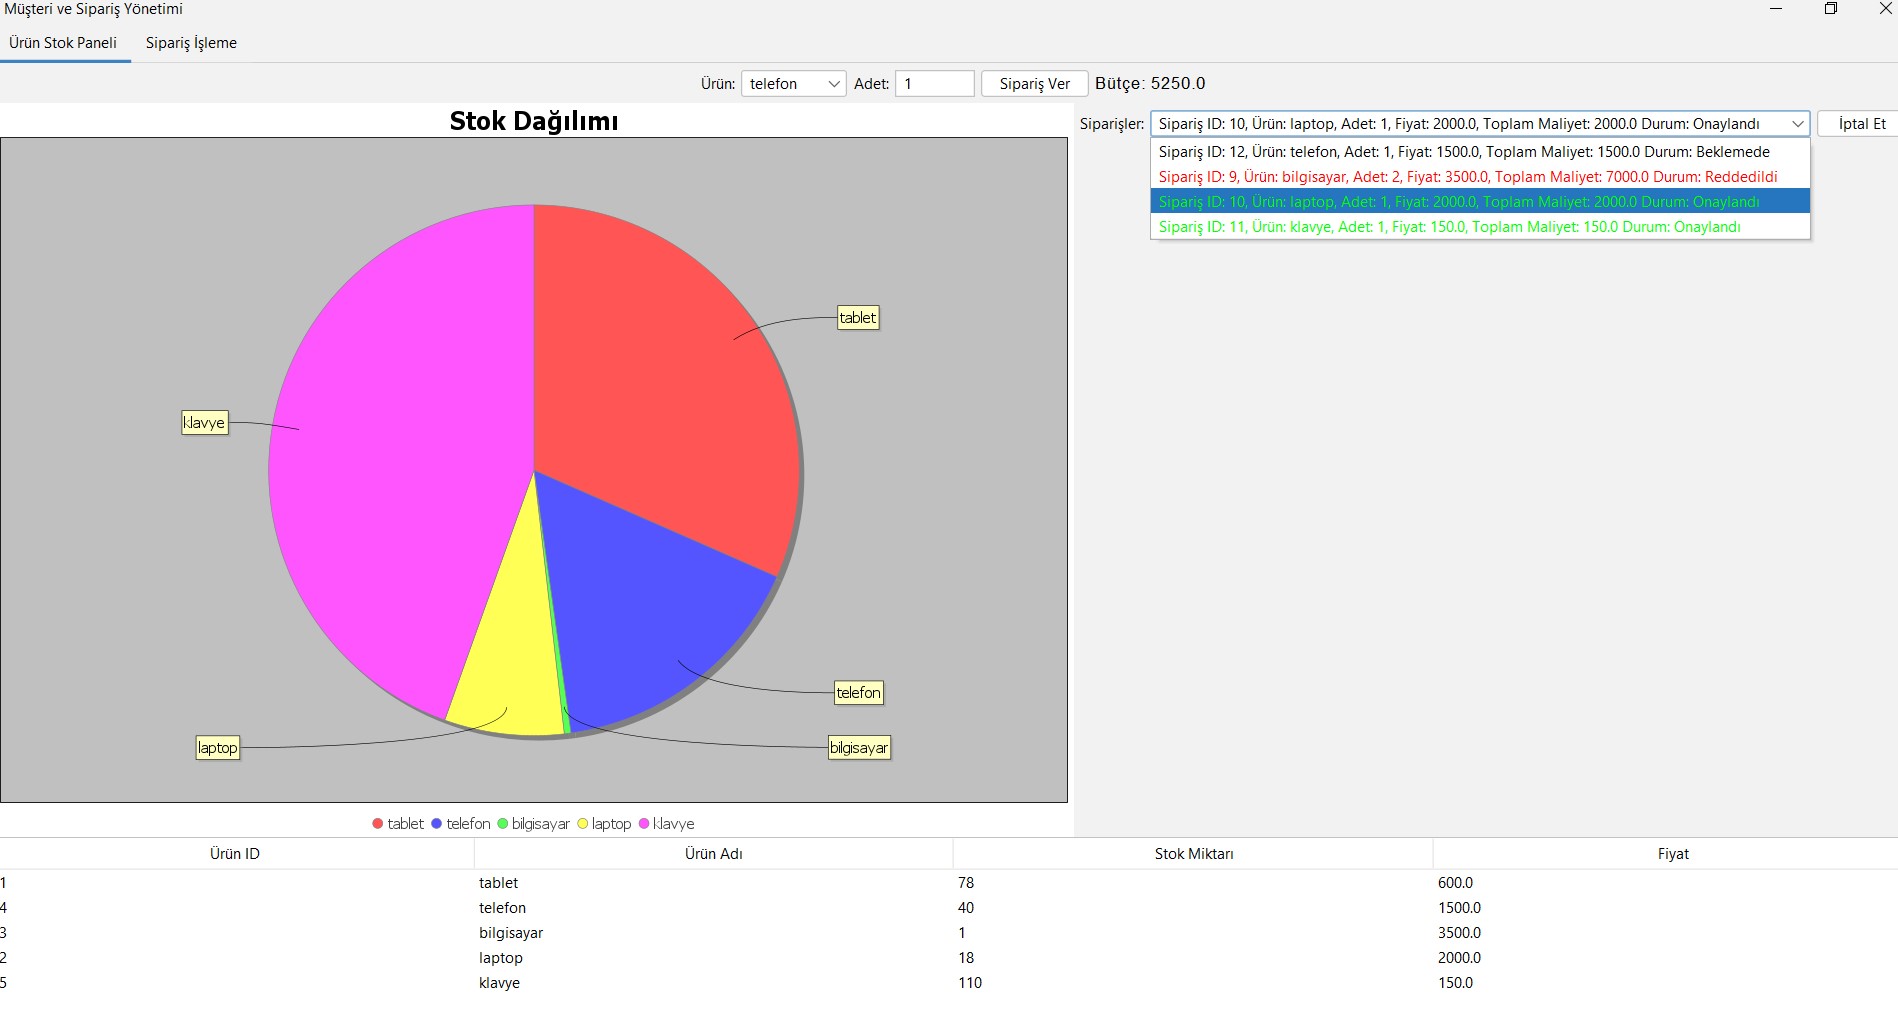 Müşteri ve Sipariş Yönetimi
Ürün Stok Paneli Sipariş İşleme
Ürün: telefon Adet: 1 Sipariş Ver Bütçe: 5250.0
Stok Dağılımı
Siparişler: Sipariş ID: 10, Ürün: laptop, Adet: 1, Fiyat: 2000.0, Toplam Maliyet: 2000.0 Durum: Onaylandı İptal Et
Sipariş ID: 12, Ürün: telefon, Adet: 1, Fiyat: 1500.0, Toplam Maliyet: 1500.0 Durum: Beklemede
Sipariş ID: 9, Ürün: bilgisayar, Adet: 2, Fiyat: 3500.0, Toplam Maliyet: 7000.0 Durum: Reddedildi
Sipariş ID: 10, Ürün: laptop, Adet: 1, Fiyat: 2000.0, Toplam Maliyet: 2000.0 Durum: Onaylandı
Sipariş ID: 11, Ürün: klavye, Adet: 1, Fiyat: 150.0, Toplam Maliyet: 150.0 Durum: Onaylandı
tablet
klavye
telefon
laptop
bilgisayar
tablet telefon bilgisayar laptop klavye
Ürün ID Ürün Adı Stok Miktarı Fiyat
1 tablet 78 600.0
4 telefon 40 1500.0
3 bilgisayar 1 3500.0
2 laptop 18 2000.0
5 klavye 110 150.0